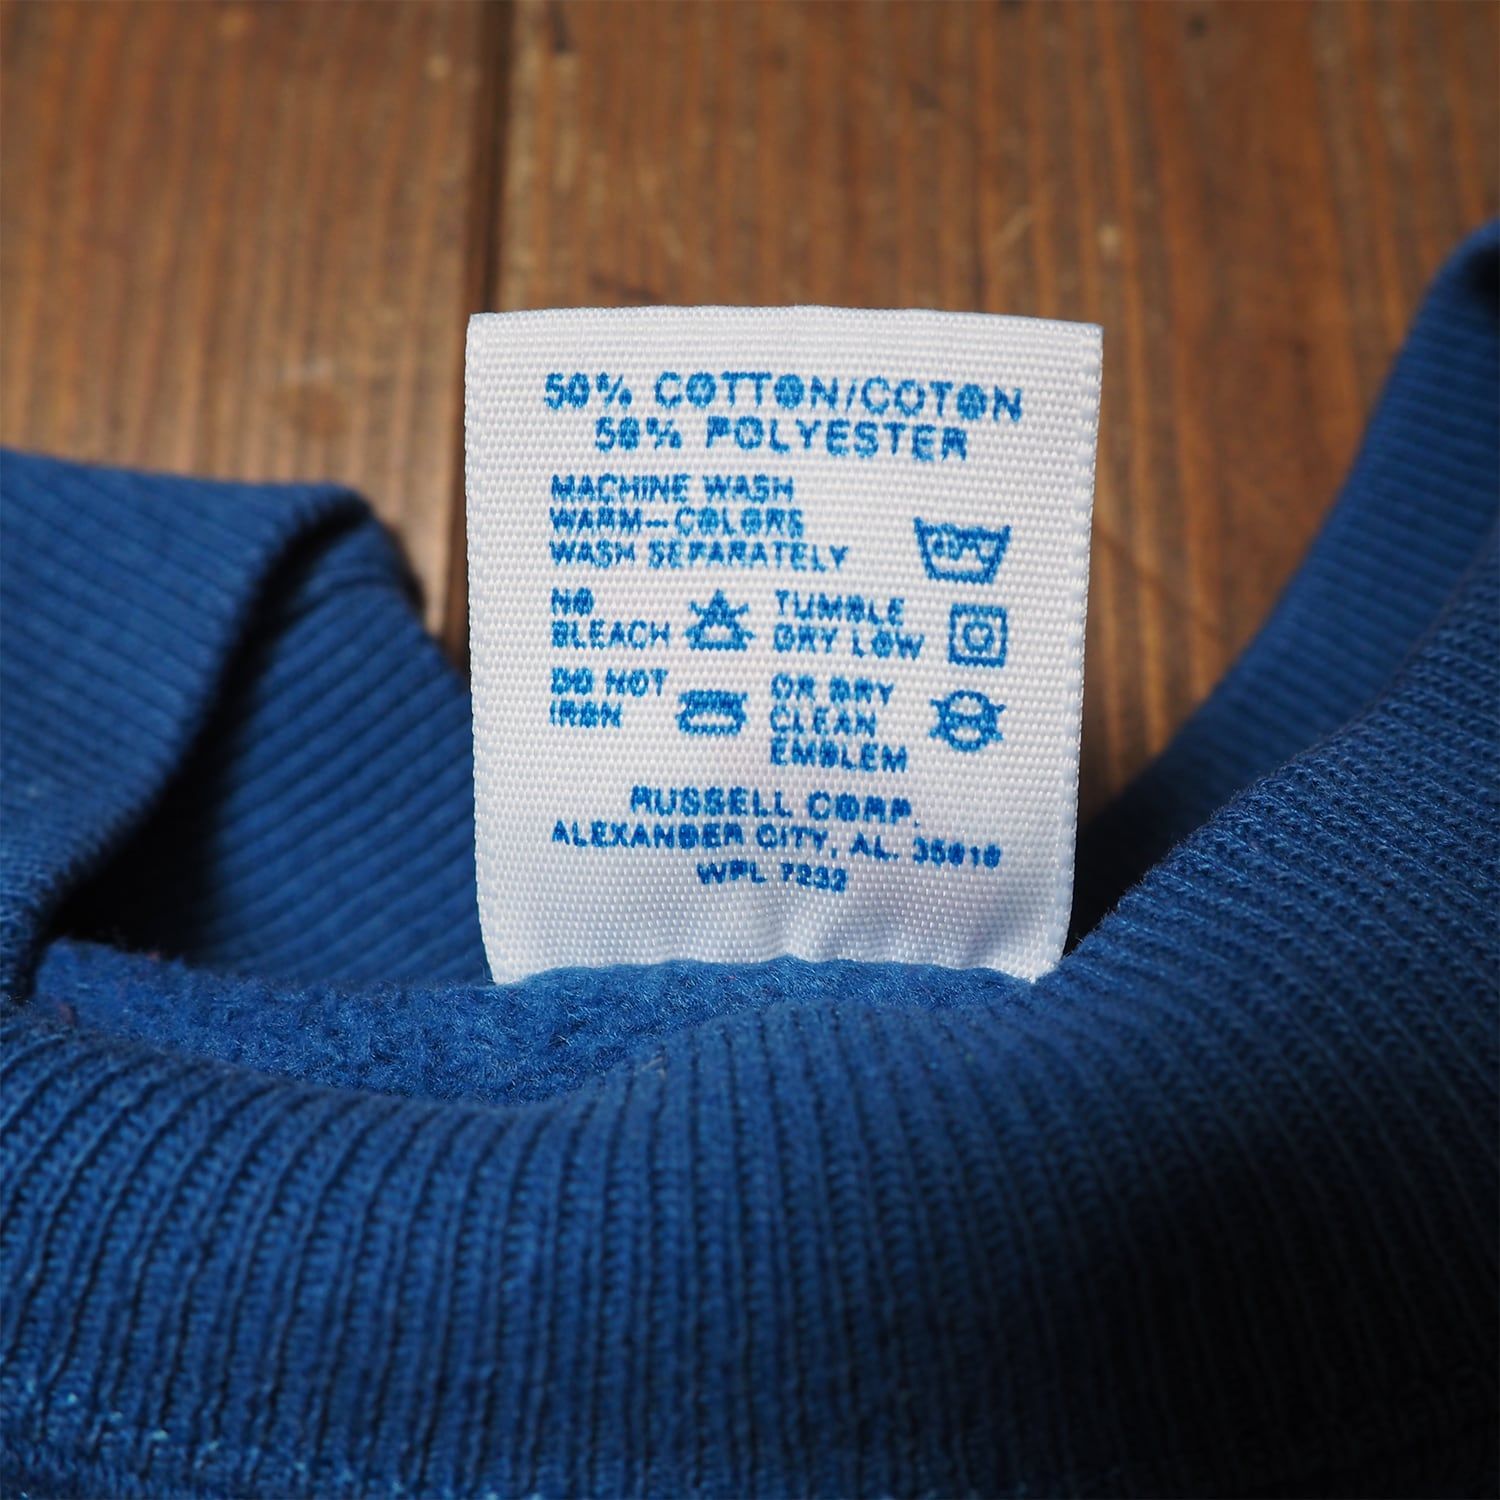 50% COTTON/COTON
50% POLYESTER
MACHINE WASH
WARM—COLORS
WASH SEPARATELY
NO
BLEACH
TUMBLE
DRY LOW
DO NOT
IRON
OR DRY
CLEAN
EMBLEM
RUSSELL CORP.
ALEXANDER CITY, AL. 35010
WPL 7232